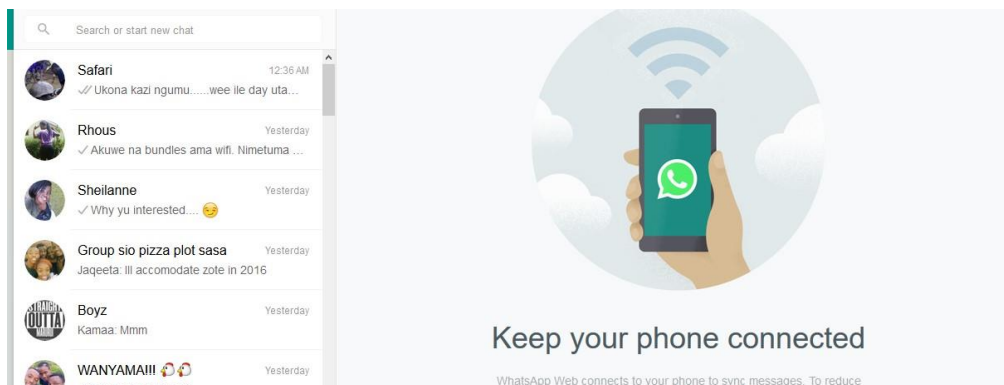 Search or start new chat
Safari
12:36 AM
Ukona kazi ngumu......wee ile day uta...
Rhous
Yesterday
Akuwe na bundles ama wifi. Nimetuma ...
Sheilanne
Yesterday
Why yu interested.... 😏
Group sio pizza plot sasa
Yesterday
Jaqeeta: Ill accomodate zote in 2016
Boyz
Yesterday
Kamaa: Mmm
STRAIGHT
OUTTA
WANYAMA!!! 🐔🐔
Yesterday
Keep your phone connected
WhatsApp Web connects to your phone to sync messages. To reduce